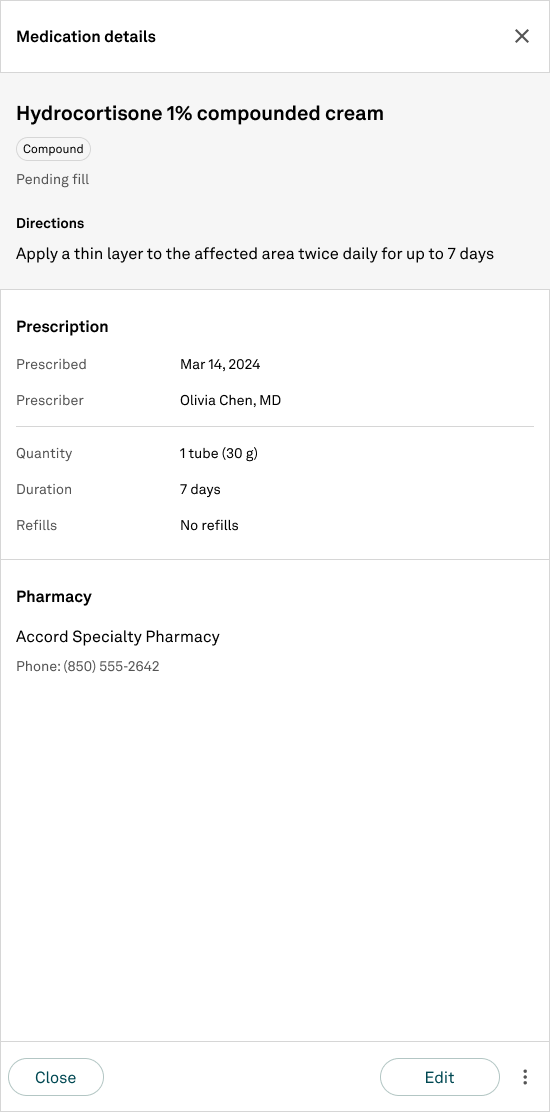 Medication details
Hydrocortisone 1% compounded cream
Compound
Pending fill
Directions
Apply a thin layer to the affected area twice daily for up to 7 days
Prescription
Prescribed Mar 14, 2024
Prescriber Olivia Chen, MD
Quantity 1 tube (30 g)
Duration 7 days
Refills No refills
Pharmacy
Accord Specialty Pharmacy
Phone: (850) 555-2642
Close Edit